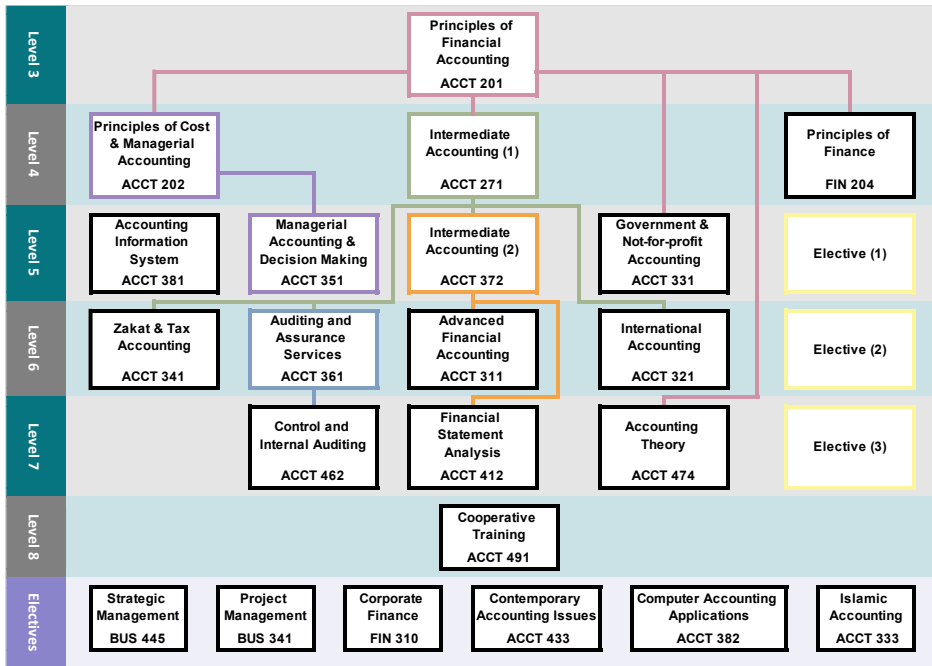 Level 3
Principles of
Financial
Accounting
ACCT 201
Level 4
Principles of Cost
& Managerial
Accounting
ACCT 202
Intermediate
Accounting (1)
ACCT 271
Principles of
Finance
FIN 204
Level 5
Accounting
Information
System
ACCT 381
Managerial
Accounting &
Decision Making
ACCT 351
Intermediate
Accounting (2)
ACCT 372
Government &
Not-for-profit
Accounting
ACCT 331
Elective (1)
Level 6
Zakat & Tax
Accounting
ACCT 341
Auditing and
Assurance
Services
ACCT 361
Advanced
Financial
Accounting
ACCT 311
International
Accounting
ACCT 321
Elective (2)
Level 7
Control and
Internal Auditing
ACCT 462
Financial
Statement
Analysis
ACCT 412
Accounting
Theory
ACCT 474
Elective (3)
Level 8
Cooperative
Training
ACCT 491
Electives
Strategic
Management
BUS 445
Project
Management
BUS 341
Corporate
Finance
FIN 310
Contemporary
Accounting Issues
ACCT 433
Computer Accounting
Applications
ACCT 382
Islamic
Accounting
ACCT 333